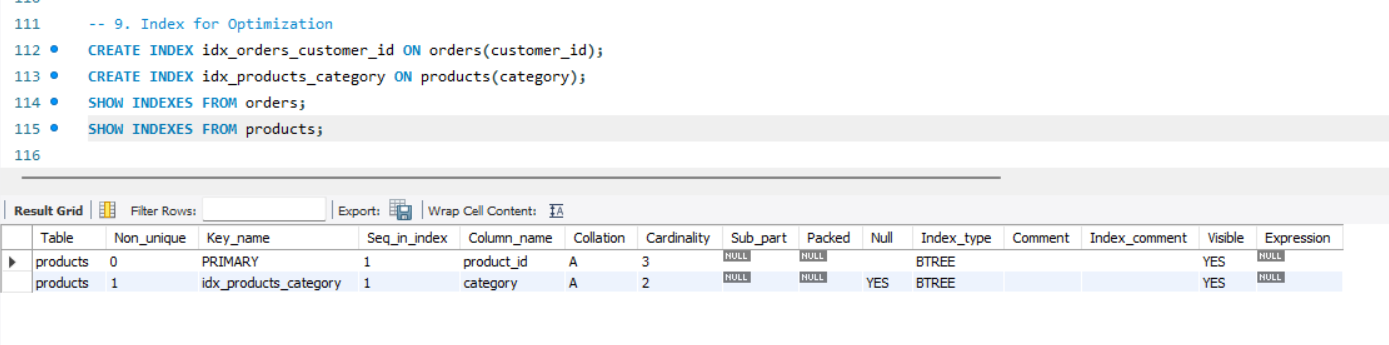 111 -- 9. Index for Optimization
112 CREATE INDEX idx_orders_customer_id ON orders(customer_id);
113 CREATE INDEX idx_products_category ON products(category);
114 SHOW INDEXES FROM orders;
115 SHOW INDEXES FROM products;
116
Result Grid Filter Rows: Export: Wrap Cell Content: IA
Table Non_unique Key_name Seq_in_index Column_name Collation Cardinality Sub_part Packed Null Index_type Comment Index_comment Visible Expression
products 0 PRIMARY 1 product_id A 3 NULL NULL BTREE YES NULL
products 1 idx_products_category 1 category A 2 NULL NULL YES BTREE YES NULL